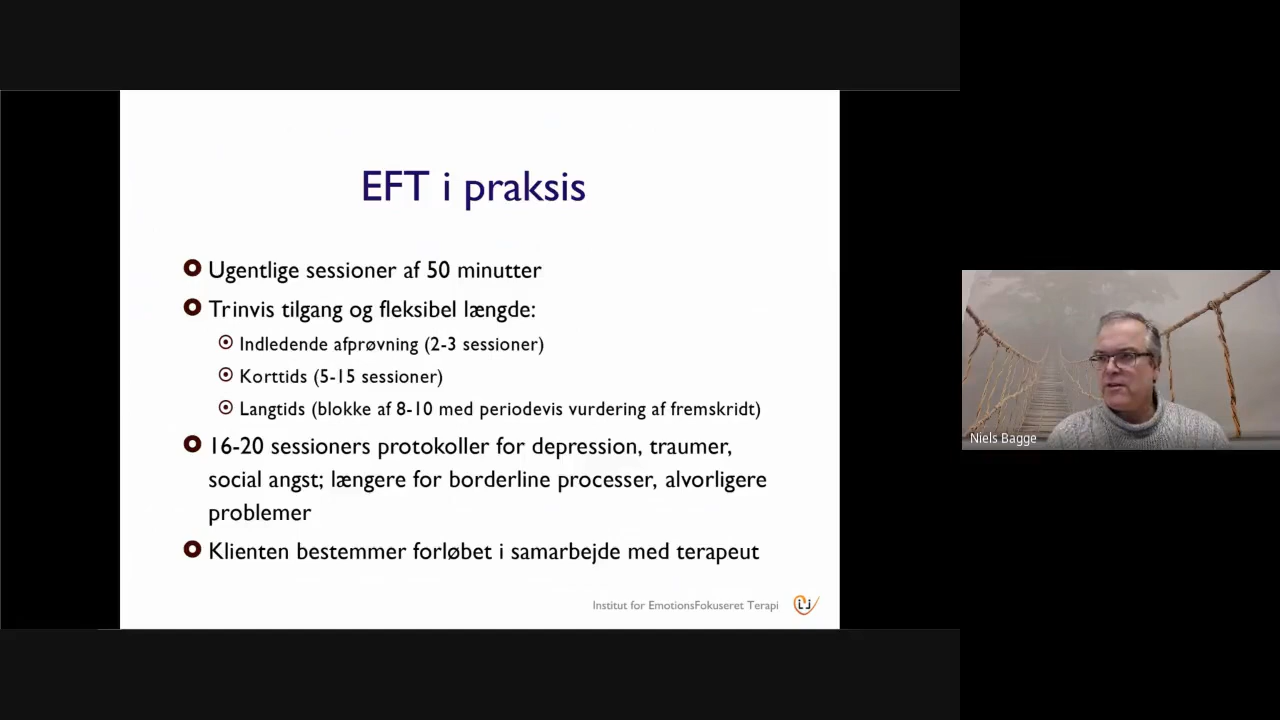 EFT i praksis
Ugentlige sessioner af 50 minutter
Trinvis tilgang og fleksibel længde:
Indledende afprøvning (2-3 sessioner)
Korttids (5-15 sessioner)
Langtids (blokke af 8-10 med periodevis vurdering af fremskridt)
16-20 sessioners protokoller for depression, traumer,
social angst; længere for borderline processer, alvorligere
problemer
Klienten bestemmer forløbet i samarbejde med terapeut
Institut for EmotionsFokuseret Terapi
Niels Bagge